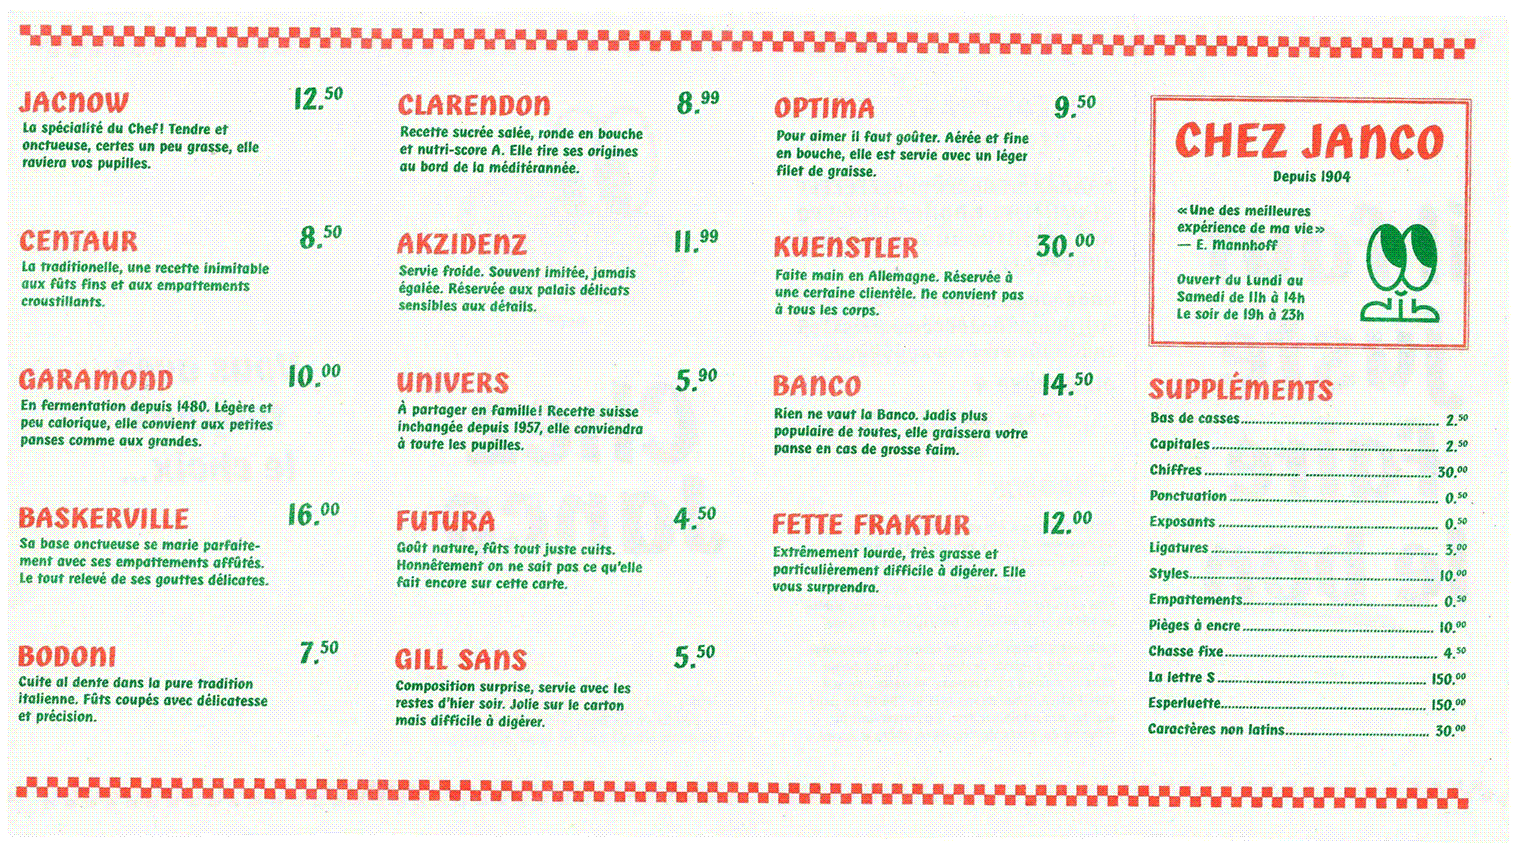 JACNOW 12.50
La spécialité du Chef! Tendre et
onctueuse, certes un peu grasse, elle
raviera vos pupilles.
CENTAUR 8.50
La traditionelle, une recette inimitable
aux fûts fins et aux empattements
croustillants.
GARAMOND 10.00
En fermentation depuis 1480. Légère et
peu calorique, elle convient aux petites
panses comme aux grandes.
BASKERVILLE 16.00
Sa base onctueuse se marie parfaite-
ment avec ses empattements affûtés.
Le tout relevé de ses gouttes délicates.
BODONI 7.50
Cuite al dente dans la pure tradition
italienne. Fûts coupés avec délicatesse
et précision.
CLARENDON 8.99
Recette sucrée salée, ronde en bouche
et nutri-score A. Elle tire ses origines
au bord de la méditérannée.
AKZIDENZ 11.99
Servie froide. Souvent imitée, jamais
égalée. Réservée aux palais délicats
sensibles aux détails.
UNIVERS 5.90
À partager en famille! Recette suisse
inchangée depuis 1957, elle conviendra
à toute les pupilles.
FUTURA 4.50
Goût nature, fûts tout juste cuits.
Honnêtement on ne sait pas ce qu'elle
fait encore sur cette carte.
GILL SANS 5.50
Composition surprise, servie avec les
restes d'hier soir. Jolie sur le carton
mais difficile à digérer.
OPTIMA 9.50
Pour aimer il faut goûter. Aérée et fine
en bouche, elle est servie avec un léger
filet de graisse.
KUENSTLER 30.00
Faite main en Allemagne. Réservée à
une certaine clientèle. Ne convient pas
à tous les corps.
BANCO 14.50
Rien ne vaut la Banco. Jadis plus
populaire de toutes, elle graissera votre
panse en cas de grosse faim.
FETTE FRAKTUR 12.00
Extrêmement lourde, très grasse et
particulièrement difficile à digérer. Elle
vous surprendra.
CHEZ JANCO
Depuis 1904
«Une des meilleures
expérience de ma vie»
— E. Mannhoff
Ouvert du Lundi au
Samedi de 11h à 14h
Le soir de 19h à 23h
SUPPLÉMENTS
Bas de casses 2.50
Capitales 2.50
Chiffres 30.00
Ponctuation 0.50
Exposants 0.50
Ligatures 3.00
Styles 10.00
Empattements 0.50
Pièges à encre 10.00
Chasse fixe 4.50
La lettre S 150.00
Esperluette 150.00
Caractères non latins 30.00